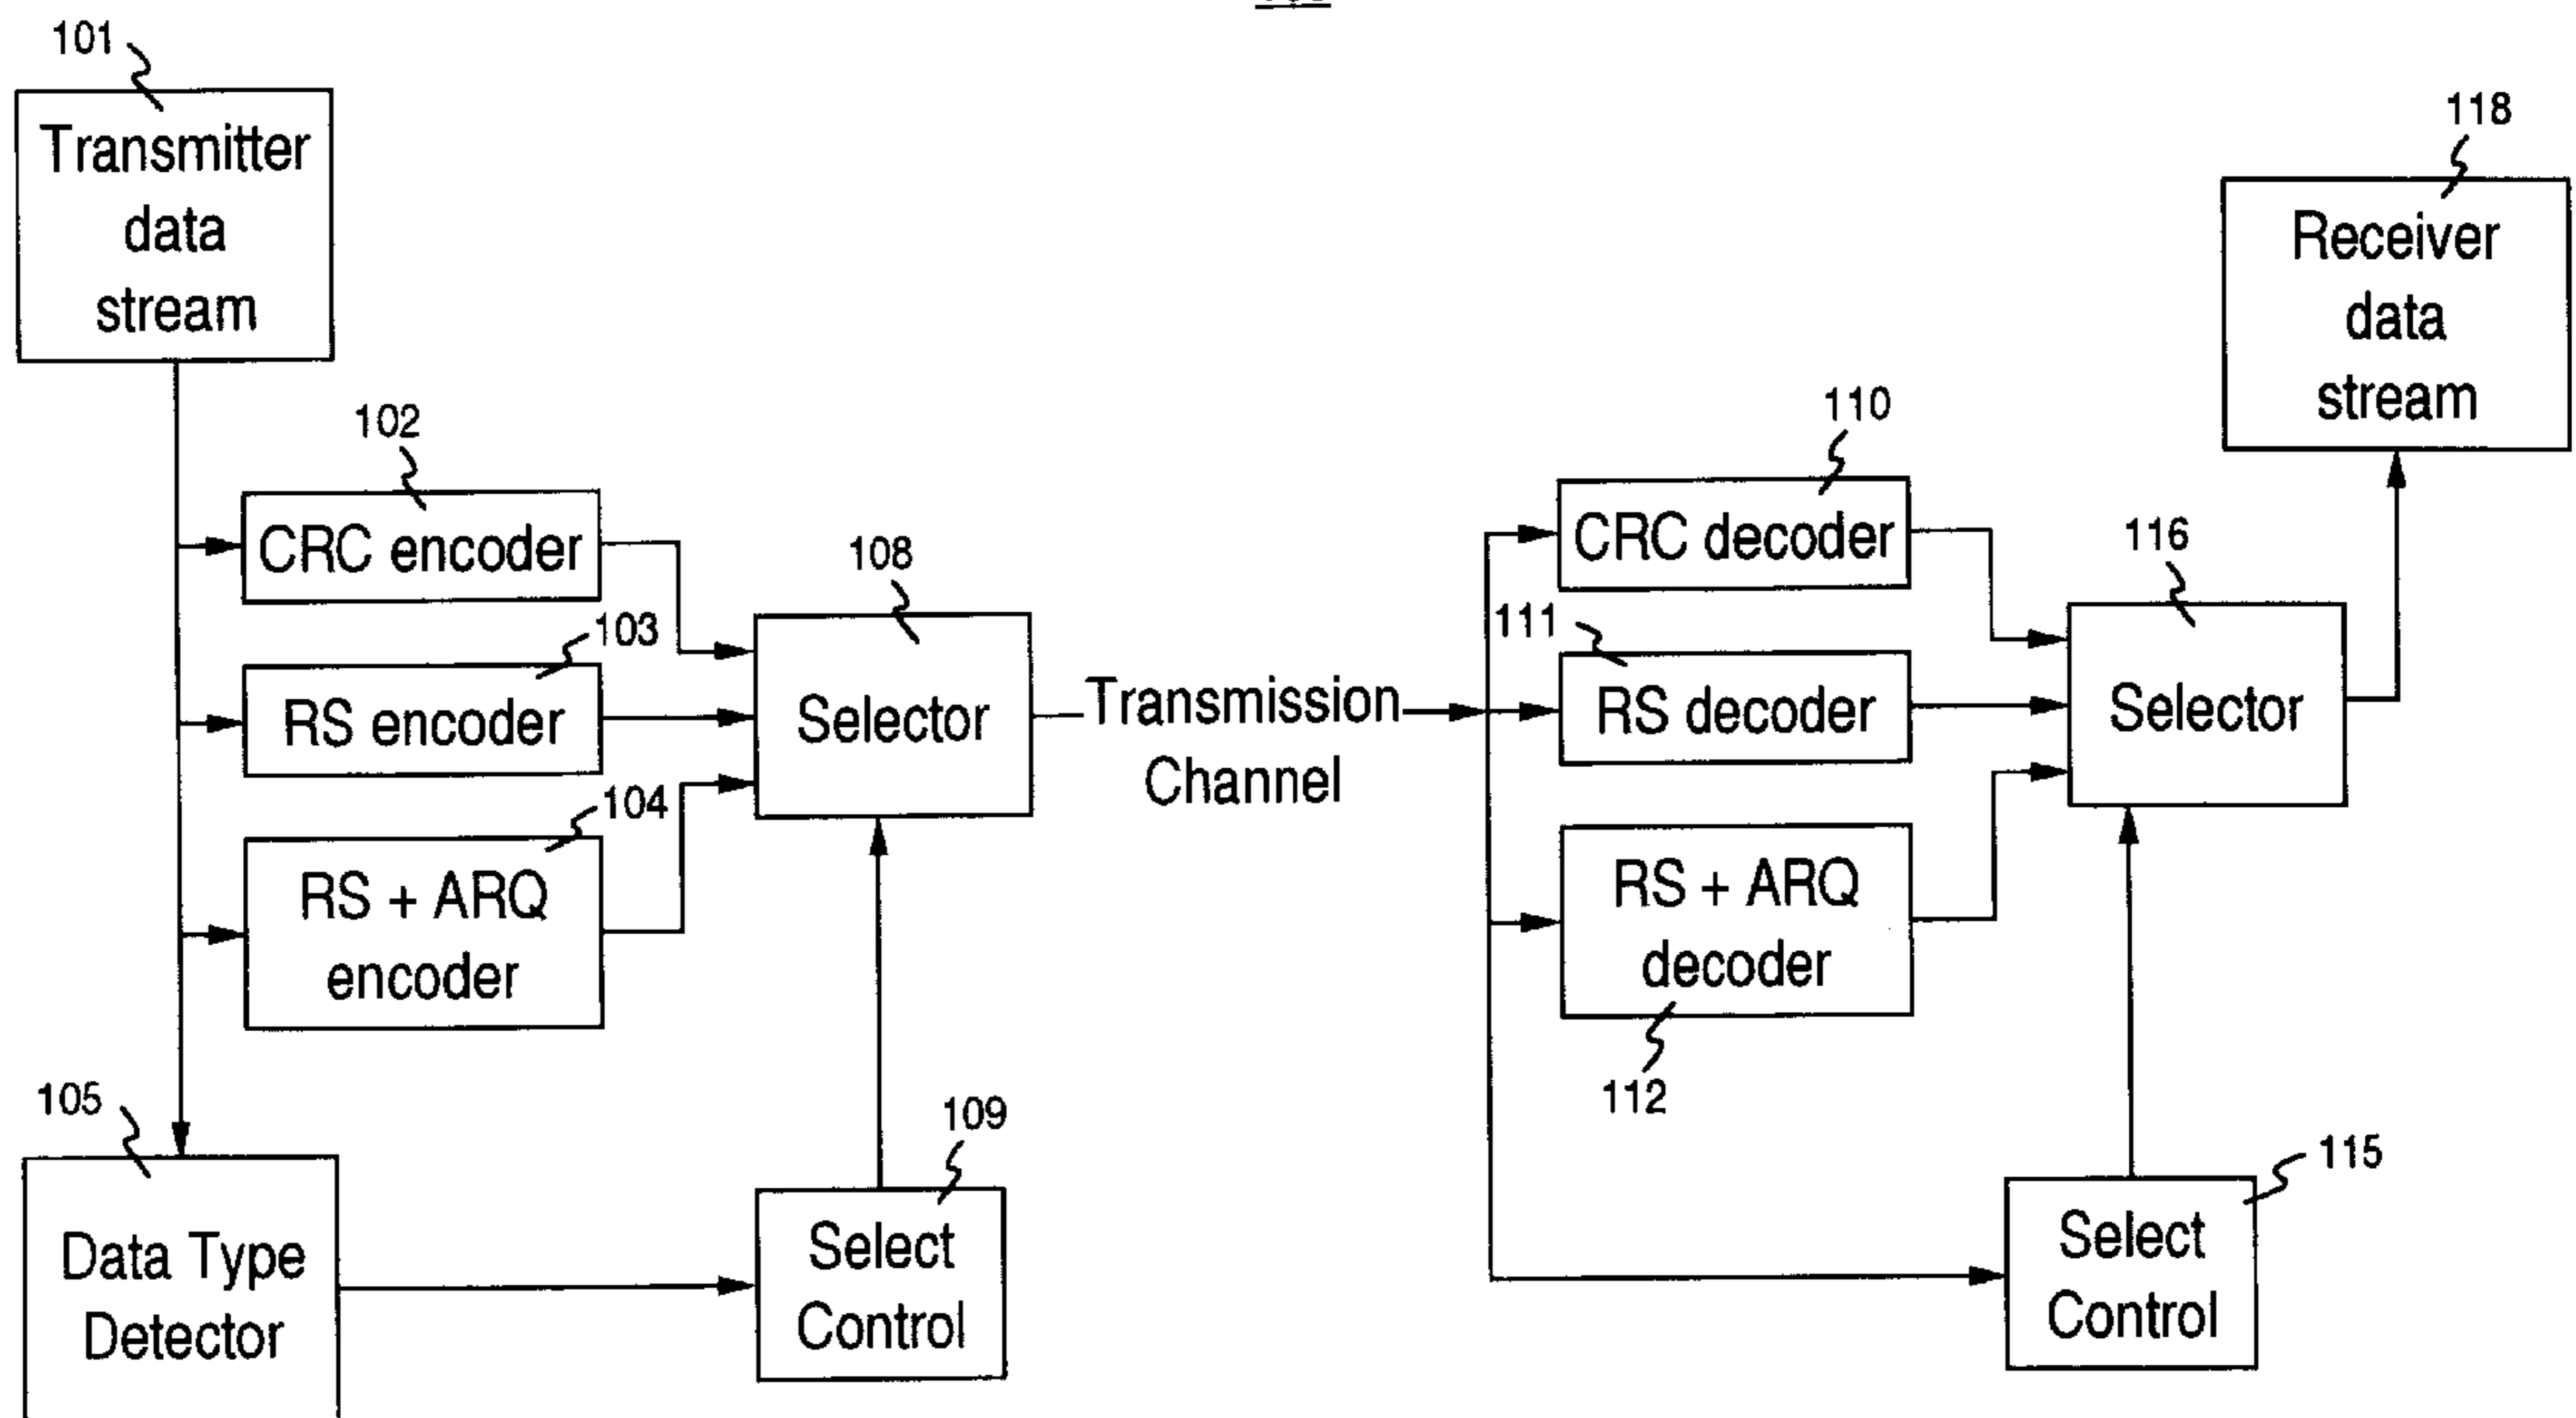 101
Transmitter
data
stream
118
Receiver
data
stream
102
CRC encoder
103
RS encoder
104
RS + ARQ
encoder
108
Selector
Transmission
Channel
110
CRC decoder
111
RS decoder
RS + ARQ
decoder
112
116
Selector
105
Data Type
Detector
109
Select
Control
115
Select
Control